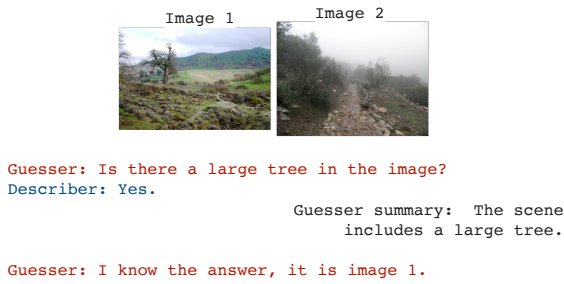 Image 1
Image 2
Guesser: Is there a large tree in the image?
Describer: Yes.
Guesser summary: The scene
includes a large tree.
Guesser: I know the answer, it is image 1.